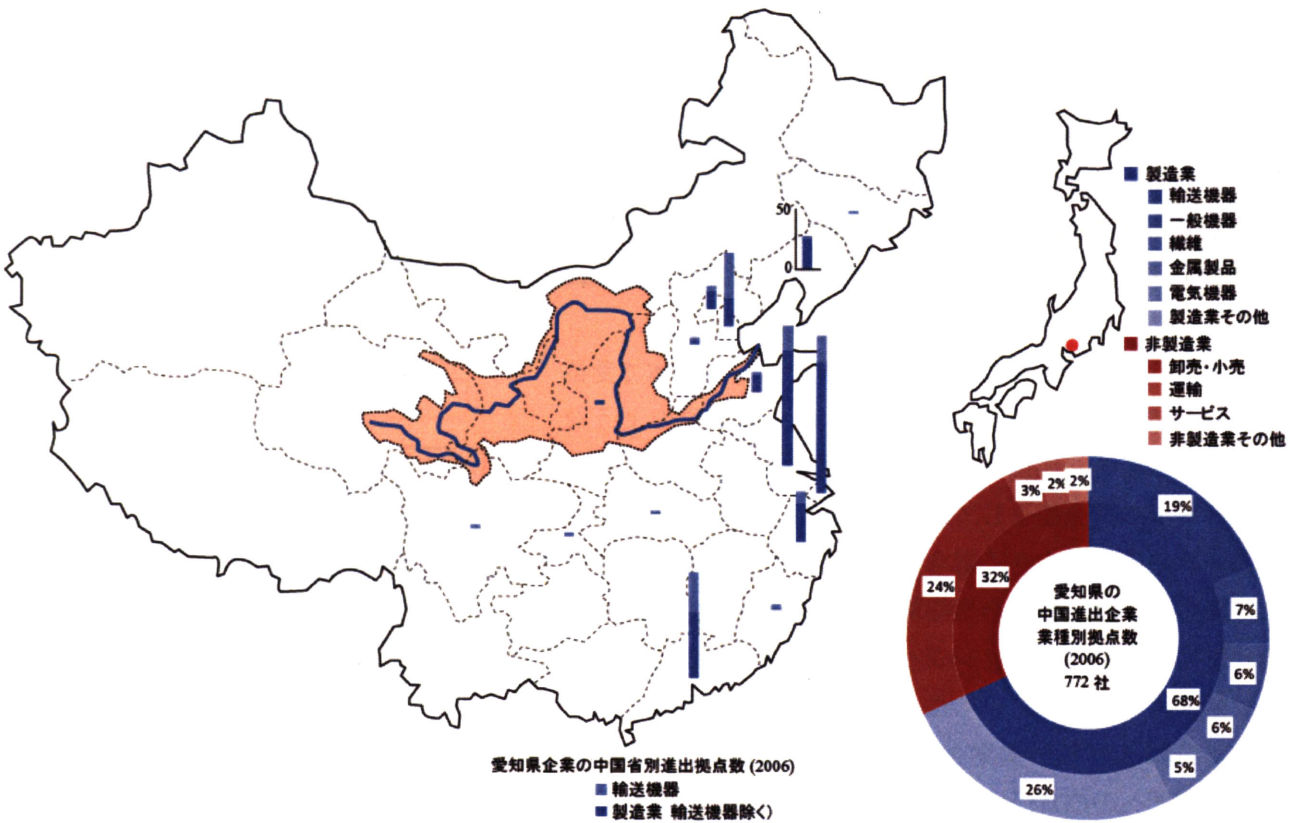 50
0
製造業
輸送機器
一般機器
繊維
金属製品
電気機器
製造業その他
非製造業
卸売・小売
運輸
サービス
非製造業その他
3%
2%
2%
19%
24%
32%
7%
6%
68%
6%
5%
26%
愛知県の
中国進出企業
業種別拠点数
(2006)
772 社
愛知県企業の中国省別進出拠点数 (2006)
輸送機器
製造業 輸送機器除く)